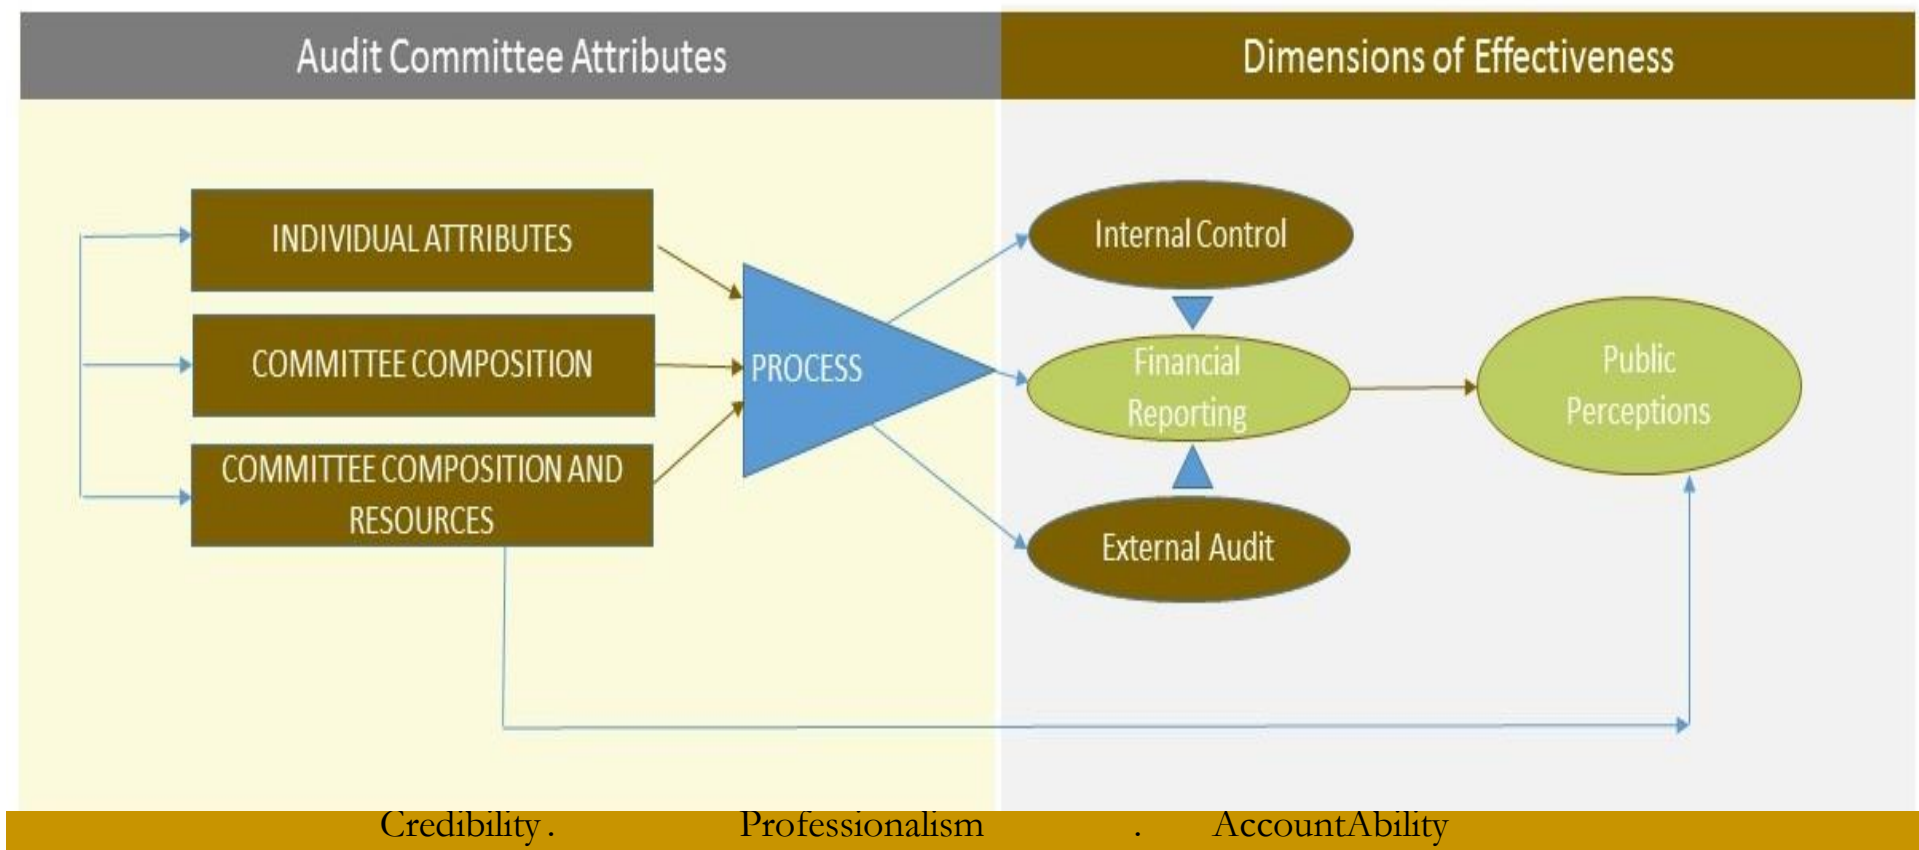 Audit Committee Attributes
Dimensions of Effectiveness
INDIVIDUAL ATTRIBUTES
COMMITTEE COMPOSITION
COMMITTEE COMPOSITION AND
RESOURCES
PROCESS
Internal Control
Financial
Reporting
External Audit
Public
Perceptions
Credibility . Professionalism . AccountAbility